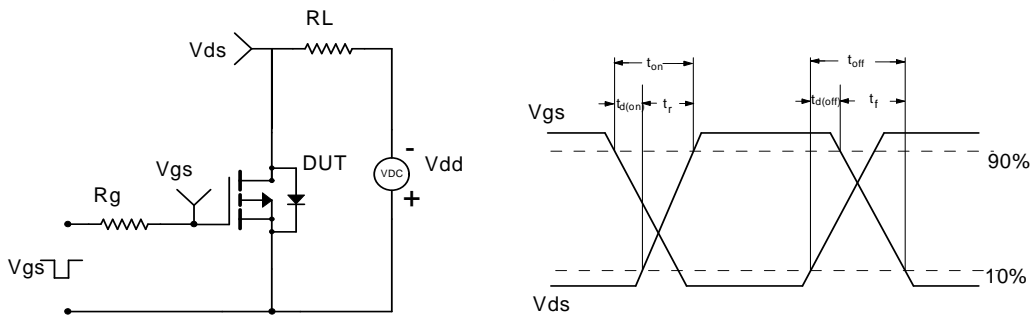 RL
Vds
DUT
Vgs
Rg
VDC
-
Vdd
+
Vgs
ton
toff
td(on)
tr
td(off)
tf
Vgs
90%
10%
Vds